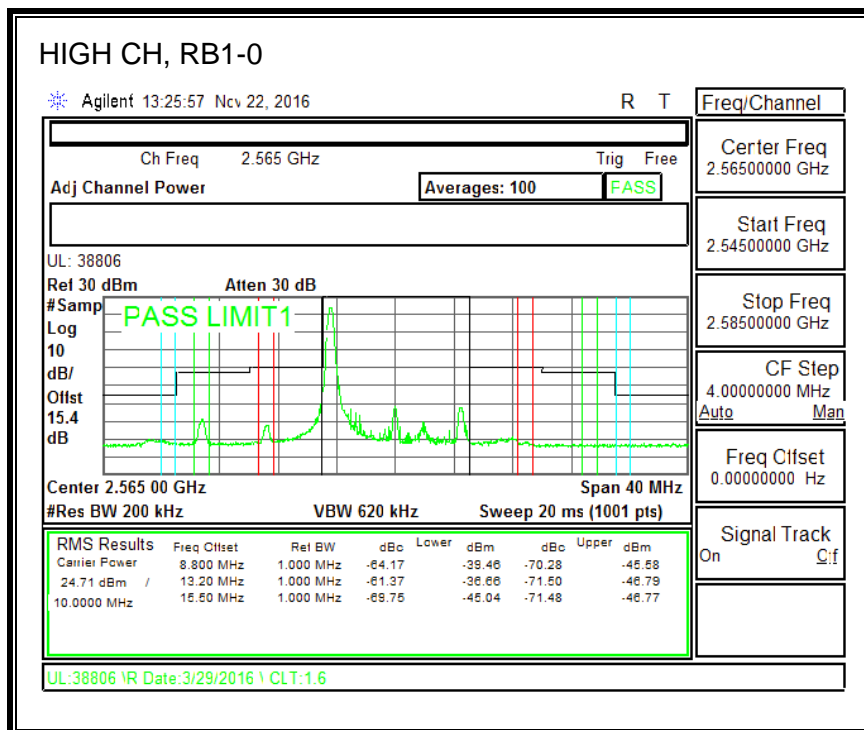 HIGH CH, RB1-0
Agilent 13:25:57 Nov 22, 2016 R T
Freq/Channel
Ch Freq 2.565 GHz Trig Free
Adj Channel Power Averages: 100 PASS
Center Freq
2.56500000 GHz
Start Freq
2.54500000 GHz
UL: 38806
Ref 30 dBm Atten 30 dB
#Samp
Log
10
dB/
Offst
15.4
dB
PASS LIMIT1
Stop Freq
2.58500000 GHz
CF Step
4.00000000 MHz
Auto Man
Center 2.565 00 GHz Span 40 MHz
#Res BW 200 kHz VBW 620 kHz Sweep 20 ms (1001 pts)
Freq Offset
0.00000000 Hz
Signal Track
On Off
RMS Results Freq Offset Ref BW dBc Lower dBm dBc Upper dBm
Carrier Power 8.800 MHz 1.000 MHz -64.17 -39.46 -70.28 -45.58
24.71 dBm / 13.20 MHz 1.000 MHz -61.37 -36.66 -71.50 -46.79
10.0000 MHz 15.50 MHz 1.000 MHz -69.75 -45.04 -71.48 -46.77
UL:38806 \R Date:3/29/2016 \ CLT:1.6